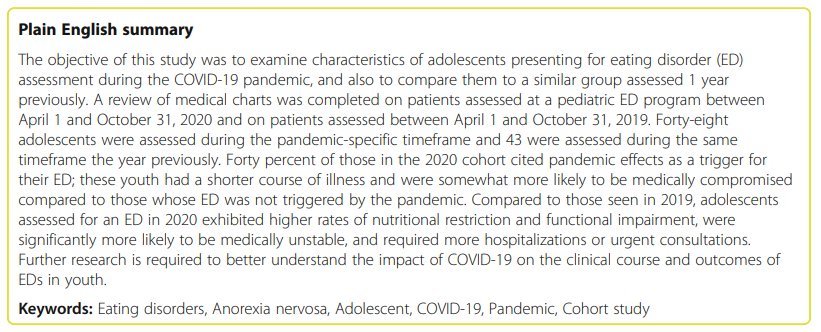 Plain English summary
The objective of this study was to examine characteristics of adolescents presenting for eating disorder (ED)
assessment during the COVID-19 pandemic, and also to compare them to a similar group assessed 1 year
previously. A review of medical charts was completed on patients assessed at a pediatric ED program between
April 1 and October 31, 2020 and on patients assessed between April 1 and October 31, 2019. Forty-eight
adolescents were assessed during the pandemic-specific timeframe and 43 were assessed during the same
timeframe the year previously. Forty percent of those in the 2020 cohort cited pandemic effects as a trigger for
their ED; these youth had a shorter course of illness and were somewhat more likely to be medically compromised
compared to those whose ED was not triggered by the pandemic. Compared to those seen in 2019, adolescents
assessed for an ED in 2020 exhibited higher rates of nutritional restriction and functional impairment, were
significantly more likely to be medically unstable, and required more hospitalizations or urgent consultations.
Further research is required to better understand the impact of COVID-19 on the clinical course and outcomes of
EDs in youth.
Keywords: Eating disorders, Anorexia nervosa, Adolescent, COVID-19, Pandemic, Cohort study